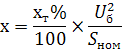 x = xт% / 100 × Uб² / Sном